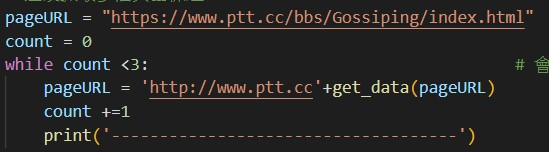 pageURL = "https://www.ptt.cc/bbs/Gossiping/index.html"
count = 0
while count <3: # 會
pageURL = 'http://www.ptt.cc'+get_data(pageURL)
count +=1
print('------------------------------------')